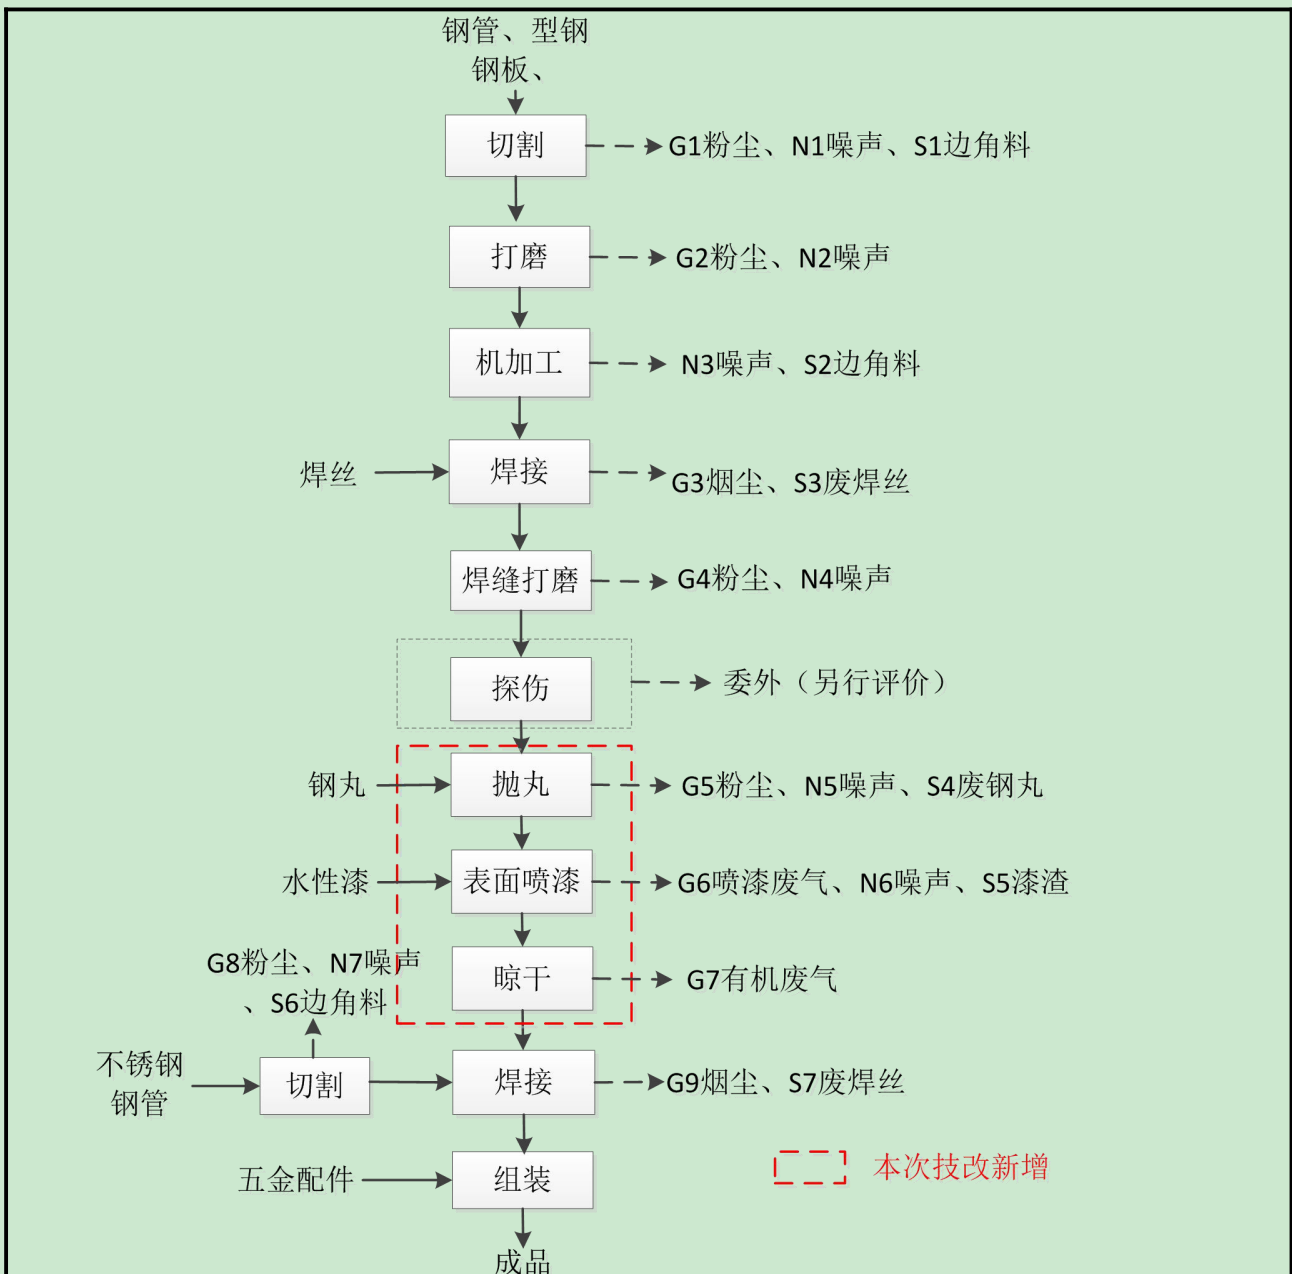 钢管、型钢
钢板、
切割
G1粉尘、N1噪声、S1边角料
打磨
G2粉尘、N2噪声
机加工
N3噪声、S2边角料
焊丝
焊接
G3烟尘、S3废焊丝
焊缝打磨
G4粉尘、N4噪声
探伤
委外（另行评价）
钢丸
抛丸
G5粉尘、N5噪声、S4废钢丸
水性漆
表面喷漆
G6喷漆废气、N6噪声、S5漆渣
G8粉尘、N7噪声
、S6边角料
晾干
G7有机废气
不锈钢
钢管
切割
焊接
G9烟尘、S7废焊丝
五金配件
组装
本次技改新增
成品